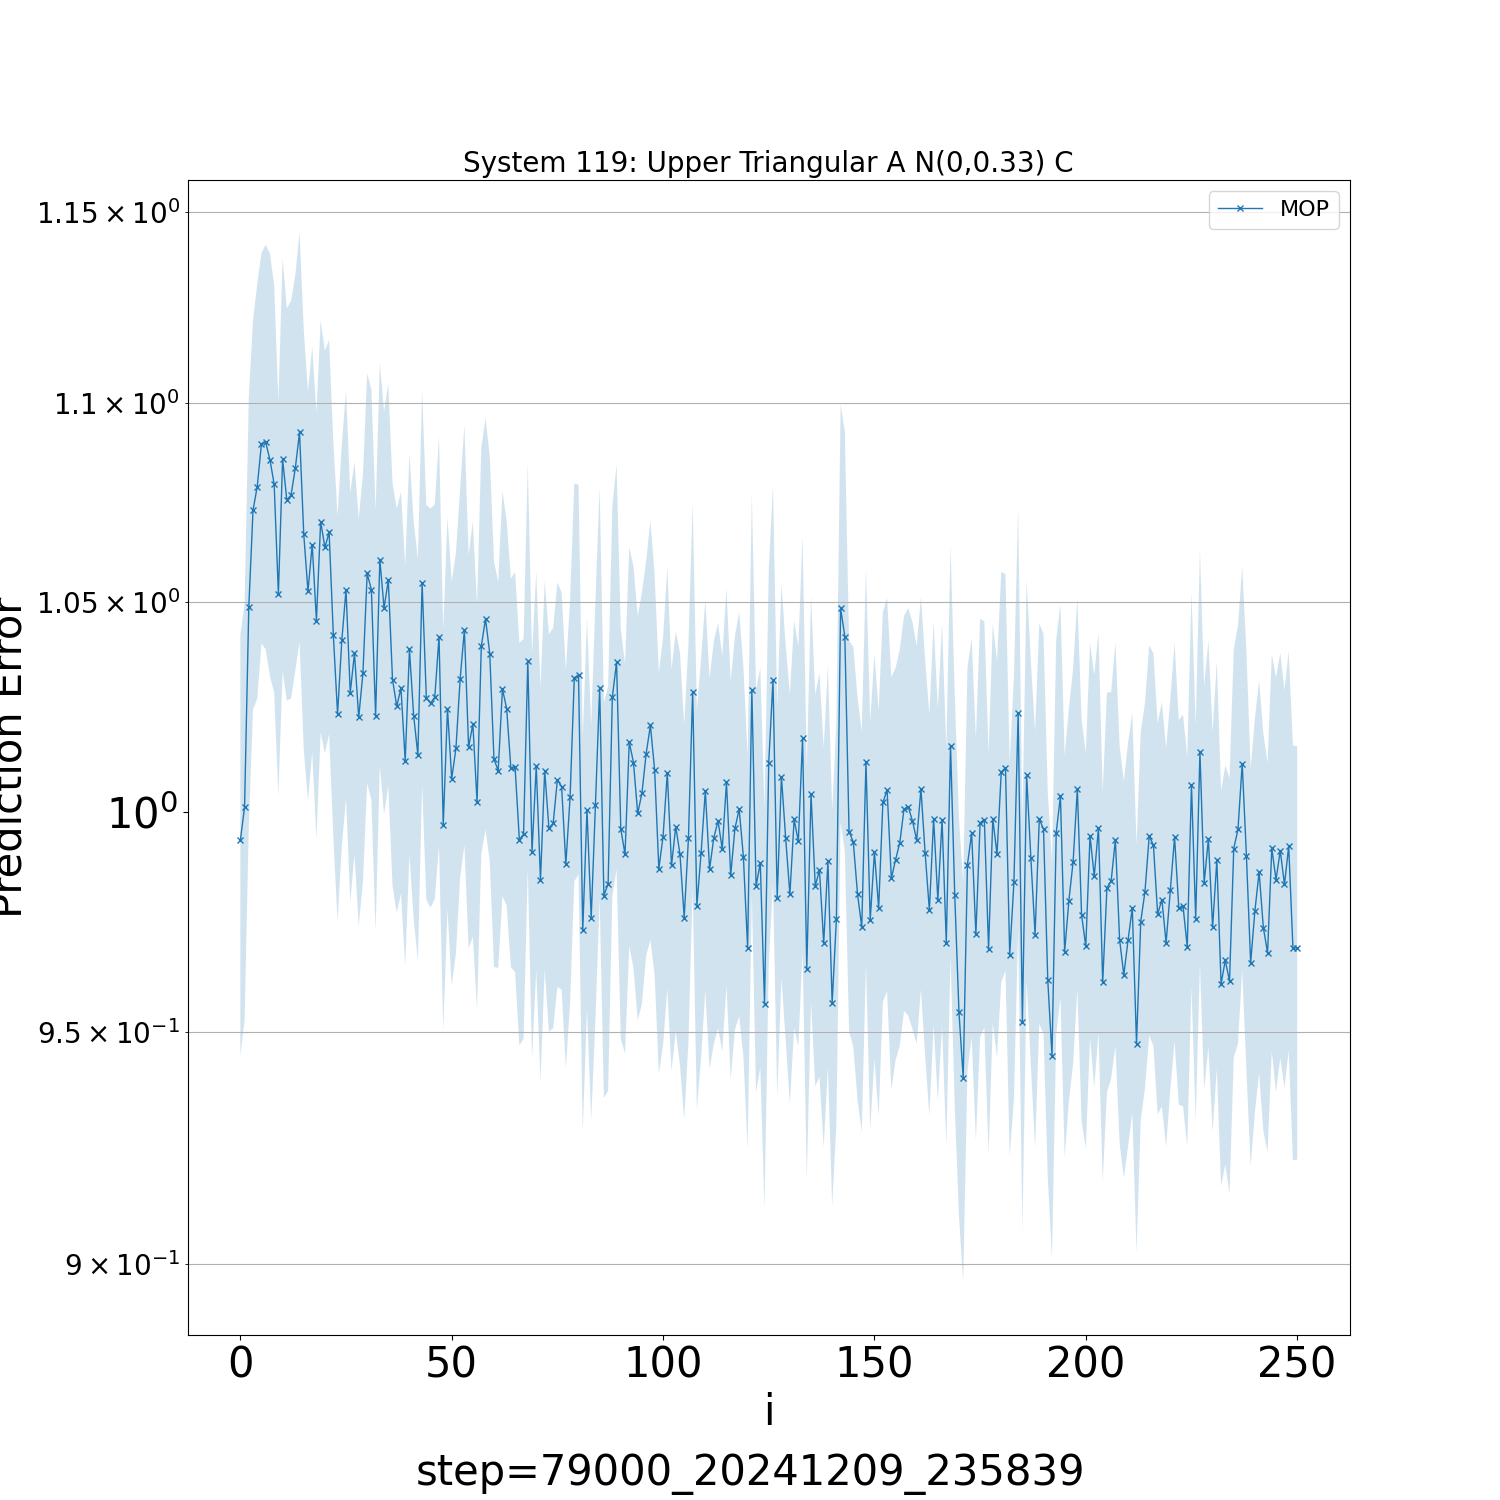 System 119: Upper Triangular A N(0,0.33) C
MOP
1.15 × 10⁰
1.1 × 10⁰
1.05 × 10⁰
10⁰
9.5 × 10⁻¹
9 × 10⁻¹
Prediction Error
0 50 100 150 200 250
i
step=79000_20241209_235839